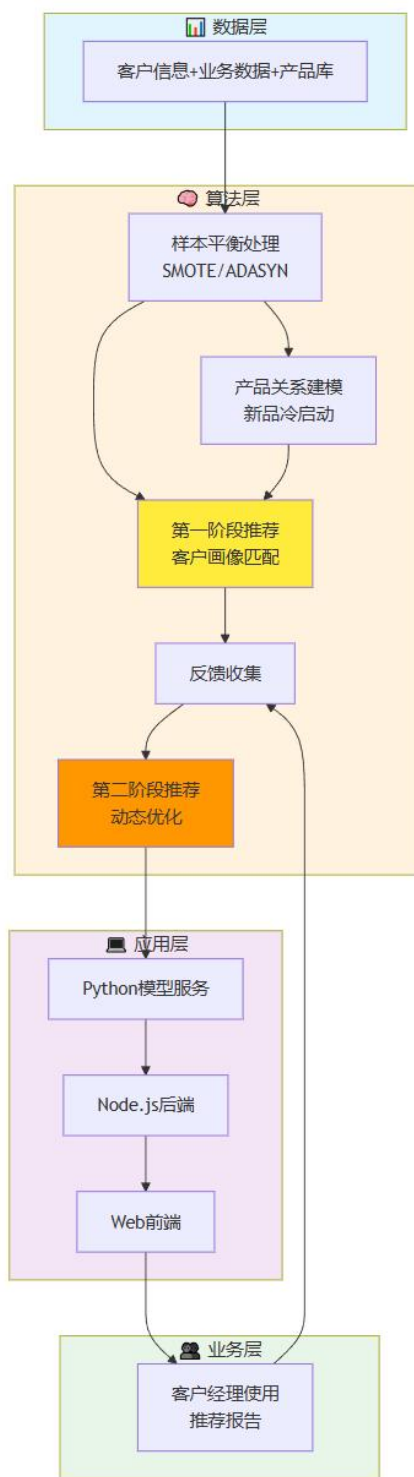 数据层
客户信息+业务数据+产品库
算法层
样本平衡处理
SMOTE/ADASYN
产品关系建模
新品冷启动
第一阶段推荐
客户画像匹配
反馈收集
第二阶段推荐
动态优化
应用层
Python模型服务
Node.js后端
Web前端
业务层
客户经理使用
推荐报告